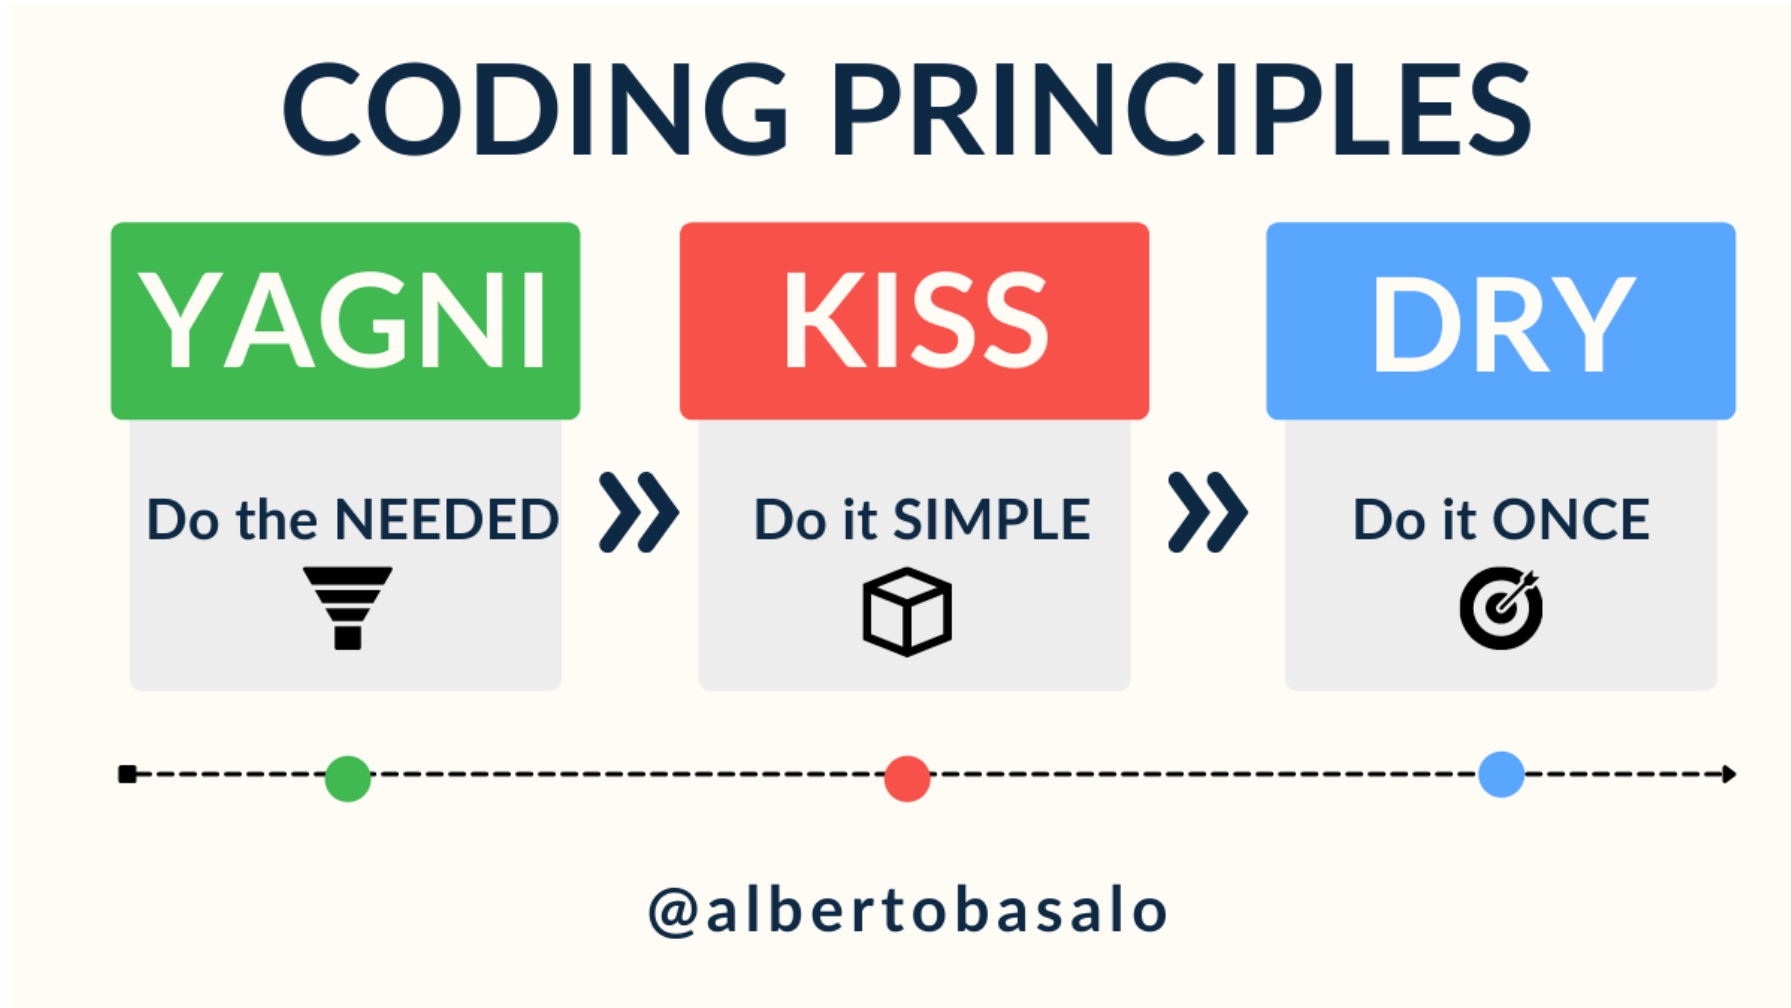 CODING PRINCIPLES
YAGNI
Do the NEEDED
KISS
Do it SIMPLE
DRY
Do it ONCE
@albertobasalo